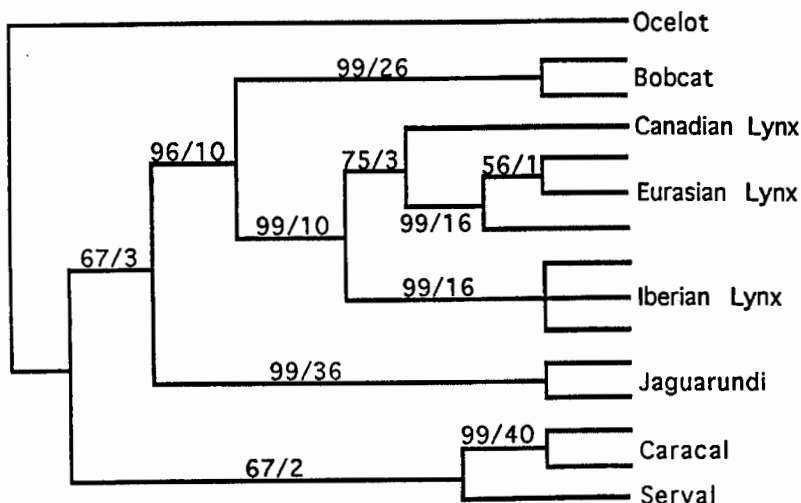 Ocelot
99/26
Bobcat
Canadian Lynx
96/10
75/3
56/1
Eurasian Lynx
99/10
99/16
67/3
99/16
Iberian Lynx
99/36
Jaguarundi
99/40
Caracal
67/2
Serval